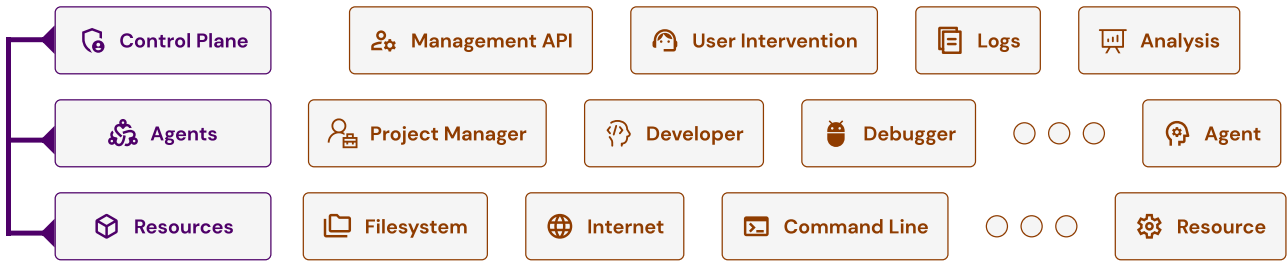 Control Plane Management API User Intervention Logs Analysis
Agents Project Manager Developer Debugger Agent
Resources Filesystem Internet Command Line Resource